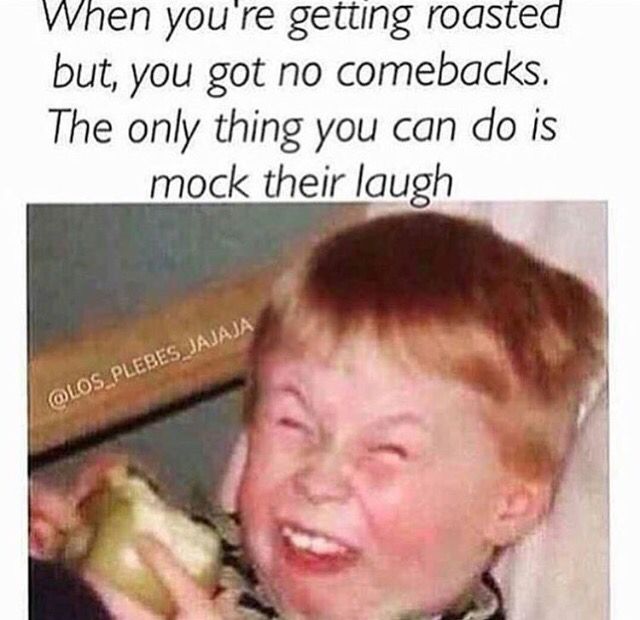 When you're getting roasted
but, you got no comebacks.
The only thing you can do is
mock their laugh
@LOS_PLEBES_JAJAJA